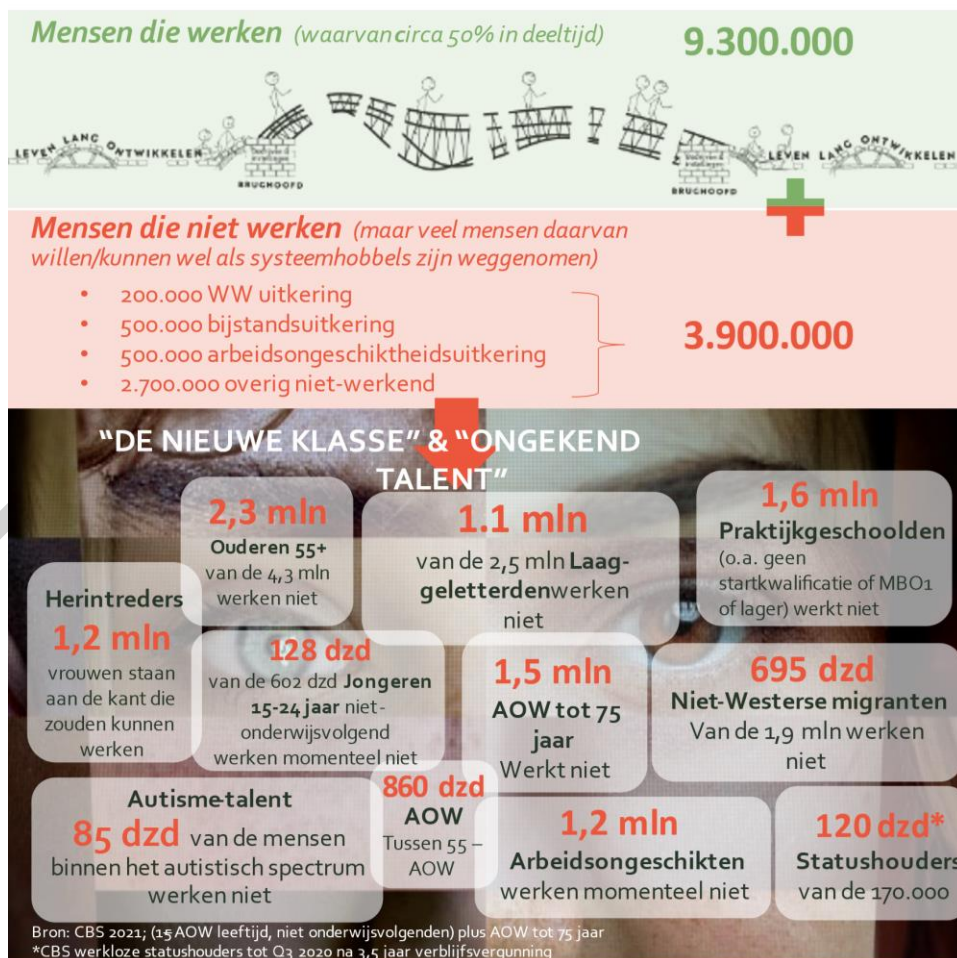 Mensen die werken (waarvan circa 50% in deeltijd) 9.300.000
LEVEN LANG ONTWIKKELEN
BRUGHOOFD
BRUGHOOFD
LEVEN LANG ONTWIKKELEN
Mensen die niet werken (maar veel mensen daarvan
willen/kunnen wel als systeemhobbels zijn weggenomen)
• 200.000 WW uitkering
• 500.000 bijstandsuitkering
• 500.000 arbeidsongeschiktheidsuitkering
• 2.700.000 overig niet-werkend
3.900.000
“DE NIEUWE KLASSE” & “ONGEKEND
TALENT”
2,3 mln
Ouderen 55+
van de 4,3 mln
werken niet
1.1 mln
van de 2,5 mln Laag-
geletterdenwerken
niet
1,6 mln
Praktijkgeschoolden
(o.a. geen
startkwalificatie of MBO1
of lager) werkt niet
Herintreders
1,2 mln
vrouwen staan
aan de kant die
zouden kunnen
werken
128 dzd
van de 602 dzd Jongeren
15-24 jaar niet-
onderwijsvolgend
werken momenteel niet
1,5 mln
AOW tot 75
jaar
Werkt niet
695 dzd
Niet-Westerse migranten
Van de 1,9 mln werken
niet
Autisme-talent
85 dzd van de mensen
binnen het autistisch spectrum
werken niet
860 dzd
AOW
Tussen 55 –
AOW
1,2 mln
Arbeidsongeschikten
werken momenteel niet
120 dzd*
Statushouders
van de 170.000
Bron: CBS 2021; (15 AOW leeftijd, niet onderwijsvolgenden) plus AOW tot 75 jaar
*CBS werkloze statushouders tot Q3 2020 na 3,5 jaar verblijfsvergunning